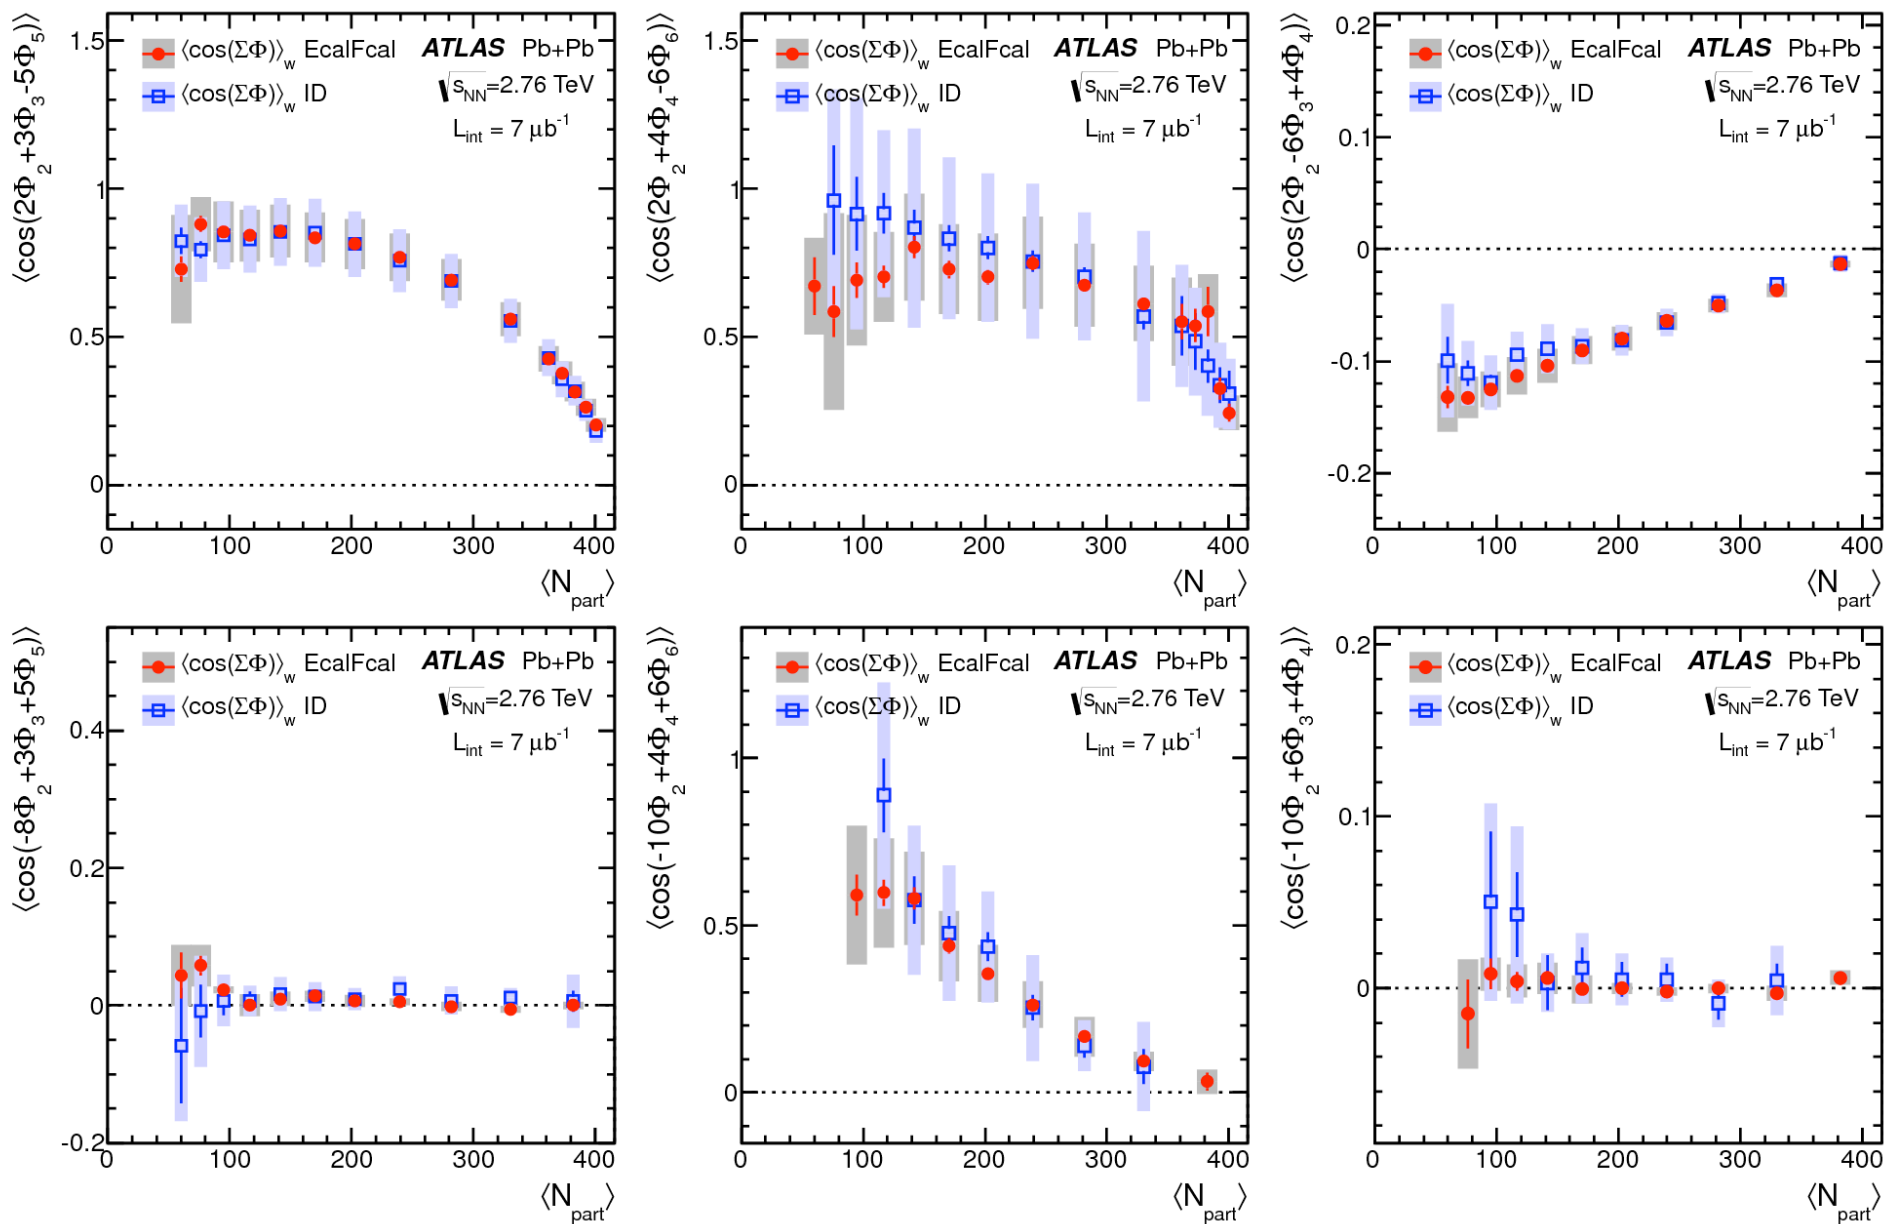 ⟨cos(2Φ2+3Φ3-5Φ5)⟩
1.5
1
0.5
0
⟨cos(ΣΦ)⟩w EcalFcal
⟨cos(ΣΦ)⟩w ID
ATLAS Pb+Pb
√sNN=2.76 TeV
Lint = 7 μb-1
0 100 200 300 400
⟨Npart⟩
⟨cos(2Φ2+4Φ4-6Φ6)⟩
1.5
1
0.5
0
⟨cos(ΣΦ)⟩w EcalFcal
⟨cos(ΣΦ)⟩w ID
ATLAS Pb+Pb
√sNN=2.76 TeV
Lint = 7 μb-1
0 100 200 300 400
⟨Npart⟩
⟨cos(2Φ2-6Φ3+4Φ4)⟩
0.2
0.1
0
-0.1
-0.2
⟨cos(ΣΦ)⟩w EcalFcal
⟨cos(ΣΦ)⟩w ID
ATLAS Pb+Pb
√sNN=2.76 TeV
Lint = 7 μb-1
0 100 200 300 400
⟨Npart⟩
⟨cos(-8Φ2+3Φ3+5Φ5)⟩
0.4
0.2
0
-0.2
⟨cos(ΣΦ)⟩w EcalFcal
⟨cos(ΣΦ)⟩w ID
ATLAS Pb+Pb
√sNN=2.76 TeV
Lint = 7 μb-1
0 100 200 300 400
⟨Npart⟩
⟨cos(-10Φ2+4Φ4+6Φ6)⟩
1
0.5
0
⟨cos(ΣΦ)⟩w EcalFcal
⟨cos(ΣΦ)⟩w ID
ATLAS Pb+Pb
√sNN=2.76 TeV
Lint = 7 μb-1
0 100 200 300 400
⟨Npart⟩
⟨cos(-10Φ2+6Φ3+4Φ4)⟩
0.2
0.1
0
⟨cos(ΣΦ)⟩w EcalFcal
⟨cos(ΣΦ)⟩w ID
ATLAS Pb+Pb
√sNN=2.76 TeV
Lint = 7 μb-1
0 100 200 300 400
⟨Npart⟩